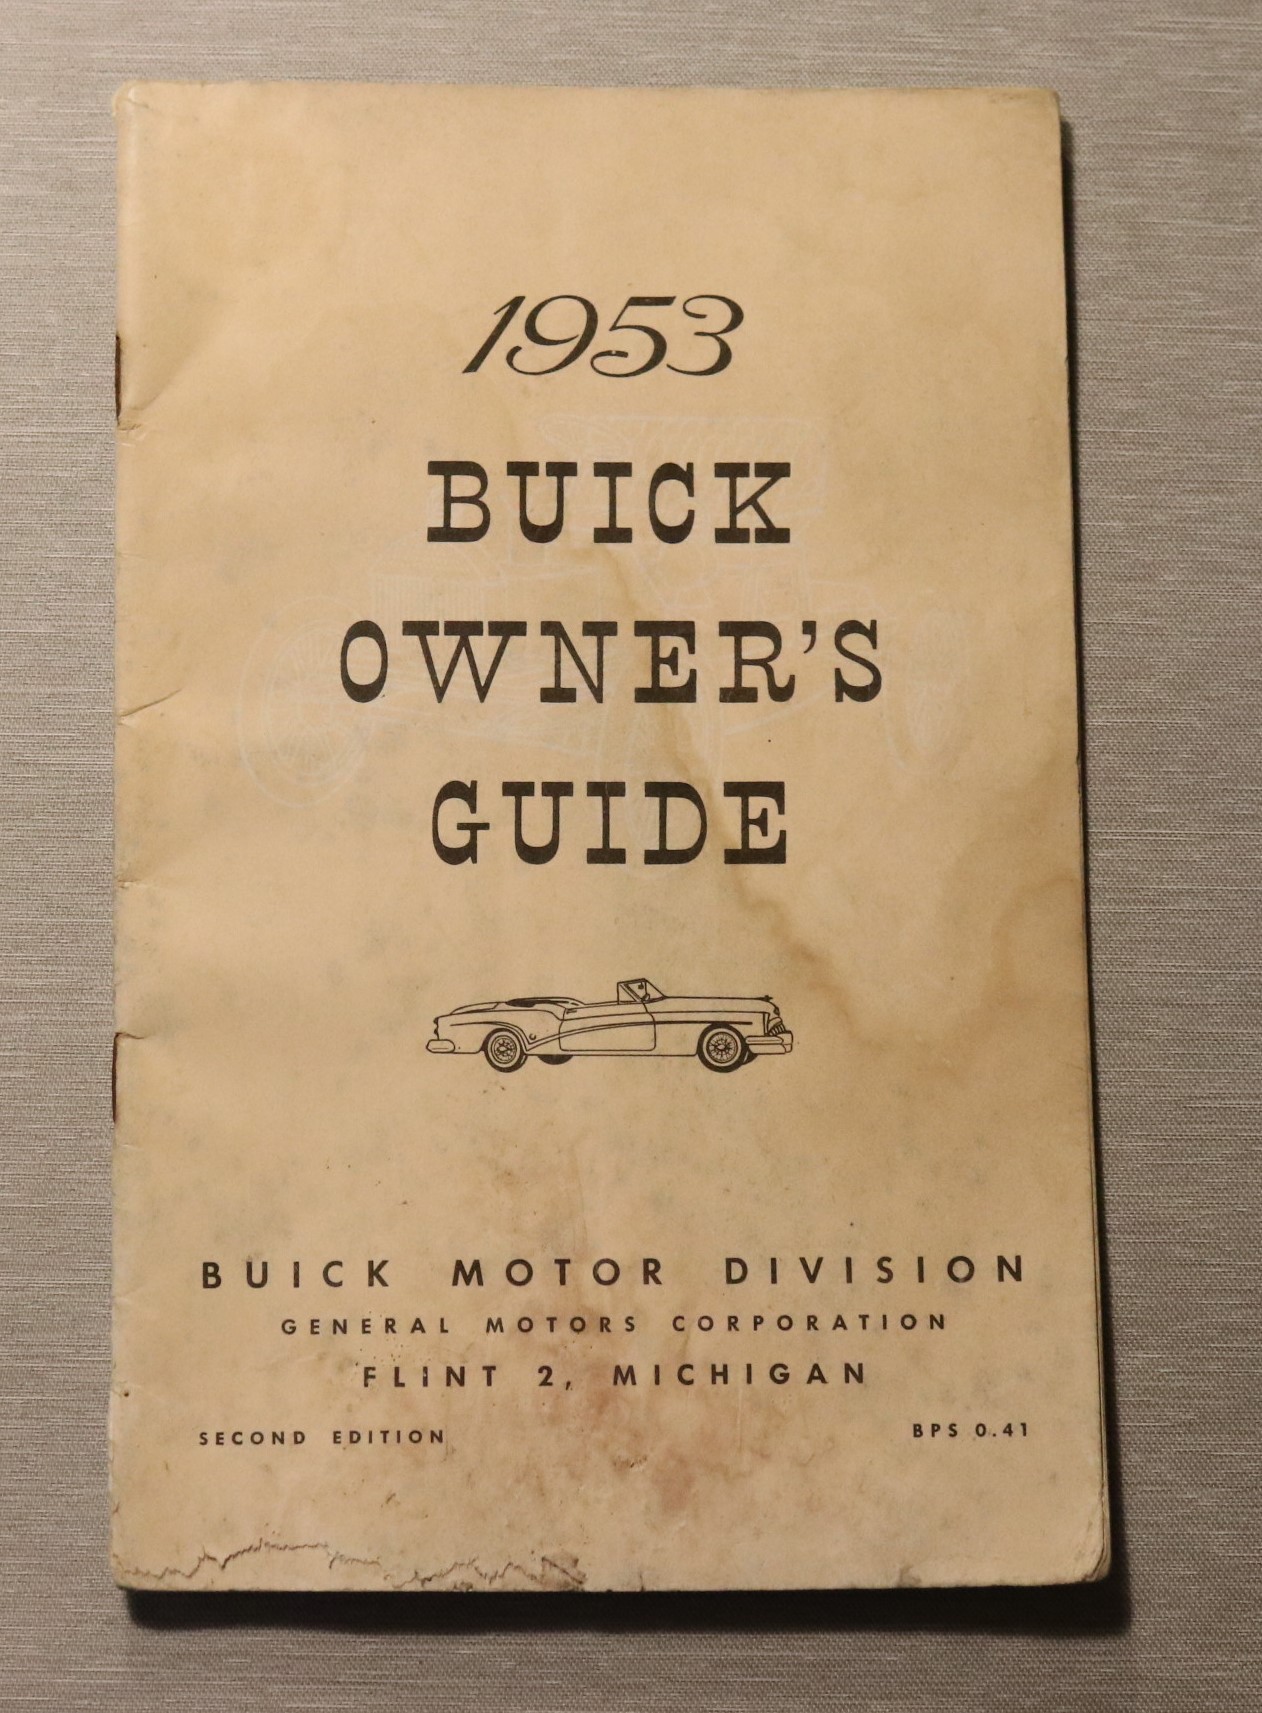 1953
BUICK
OWNER'S
GUIDE
BUICK MOTOR DIVISION
GENERAL MOTORS CORPORATION
FLINT 2, MICHIGAN
SECOND EDITION
BPS 0.41